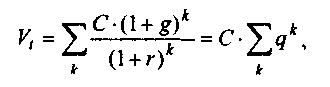 $$V_t = \sum_k \frac{C \cdot (1+g)^k}{(1+r)^k} = C \cdot \sum_k q^k,$$